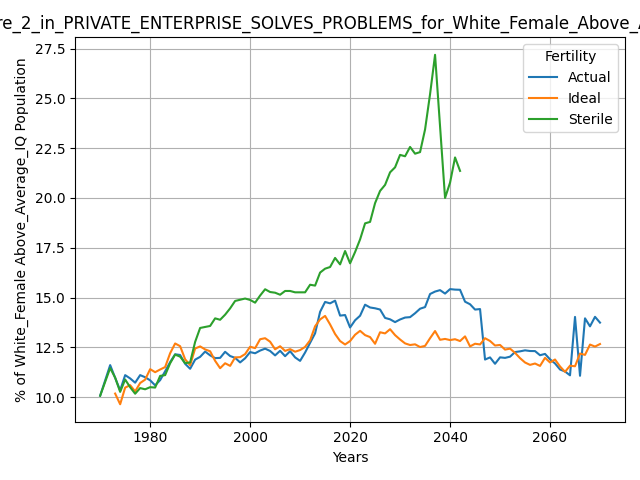 re_2_in_PRIVATE_ENTERPRISE_SOLVES_PROBLEMS_for_White_Female_Above_A
% of White_Female Above_Average_IQ Population
27.5
25.0
22.5
20.0
17.5
15.0
12.5
10.0
Fertility
Actual
Ideal
Sterile
1980
2000
2020
2040
2060
Years